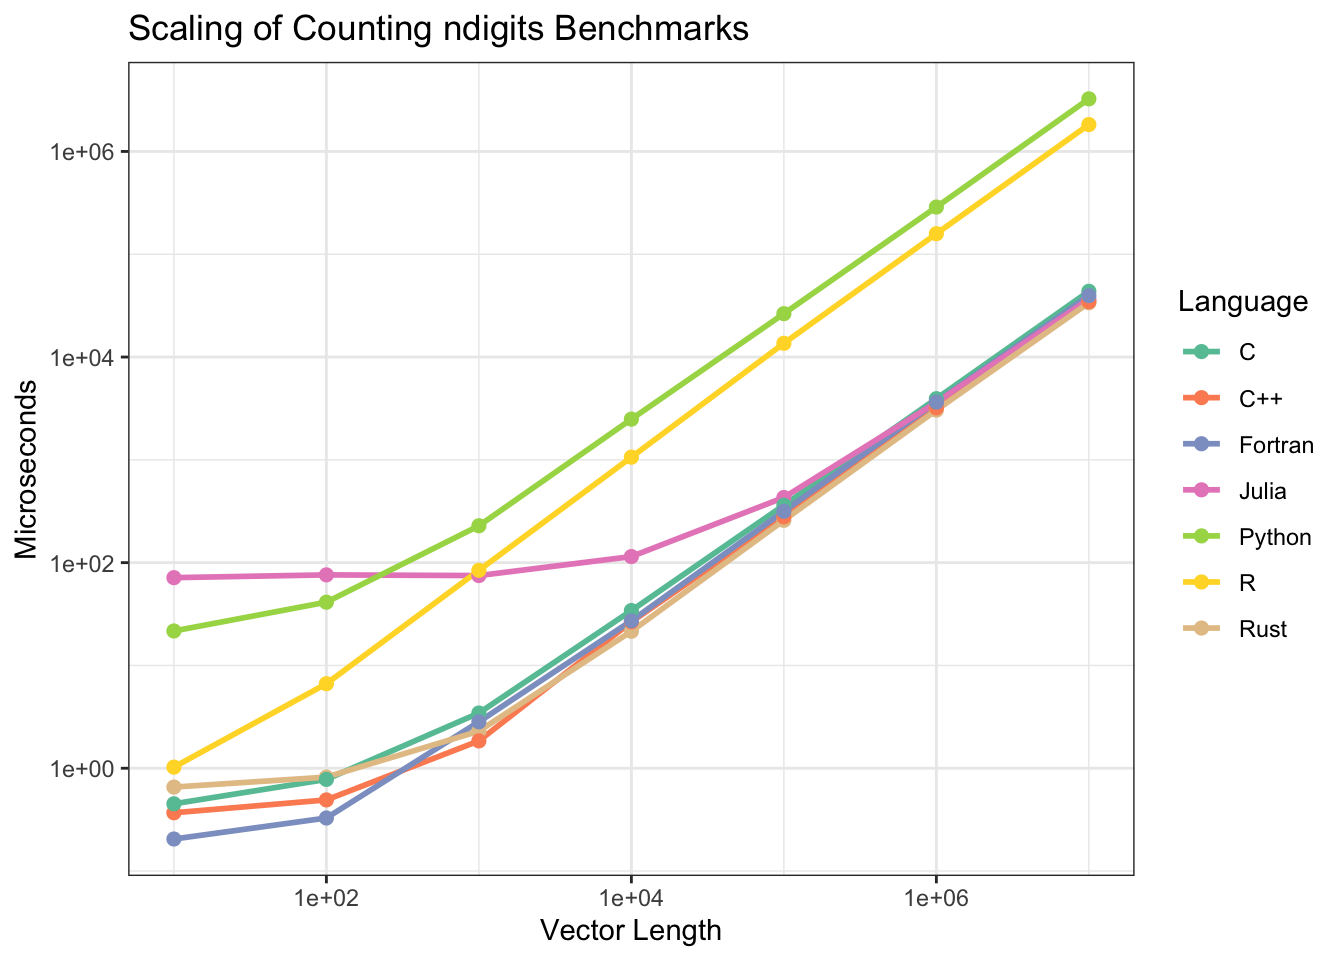 Scaling of Counting ndigits Benchmarks
1e+06
1e+04
1e+02
1e+00
Microseconds
1e+02
1e+04
1e+06
Vector Length
Language
C
C++
Fortran
Julia
Python
R
Rust